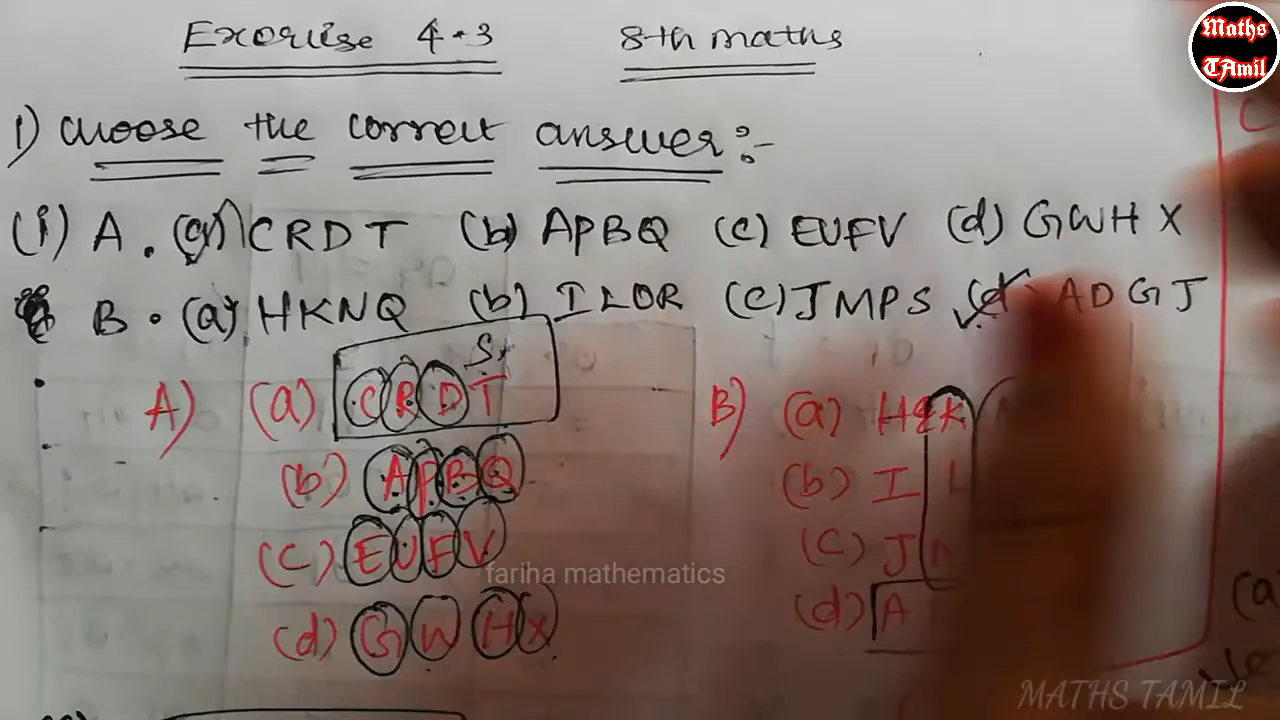 Exercise 4.3 8th maths
Maths
TAmil
1) choose the correct answer:-
(i) A. (a) CRDT (b) APBQ (c) EUFV (d) GWHX
B. (a) HKNQ (b) ILOR (c) JMPS (d) ADGJ
S
A) (a) CRDT B) (a) HK
(b) APBQ (b) I L
(c) EUFV (c) J
fariha mathematics
(d) GWHX (d) A
(a)
MATHS TAMIL